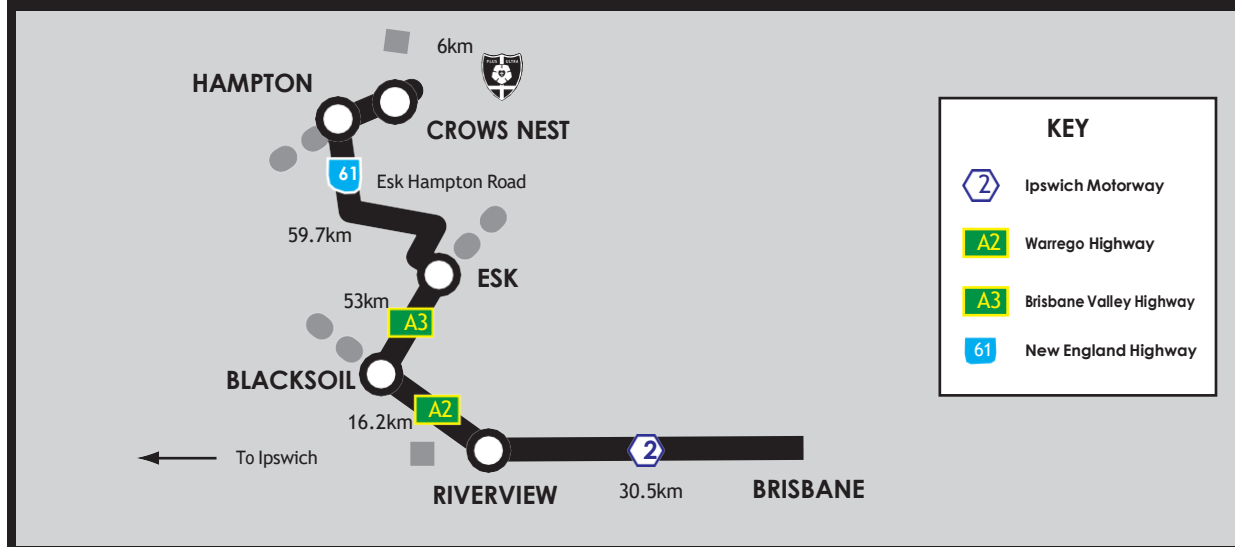 6km
PLUS ULTRA
HAMPTON
CROWS NEST
61
Esk Hampton Road
59.7km
ESK
53km
A3
BLACKSOIL
A2
16.2km
To Ipswich
2
RIVERVIEW
30.5km
BRISBANE
KEY
2 Ipswich Motorway
A2 Warrego Highway
A3 Brisbane Valley Highway
61 New England Highway